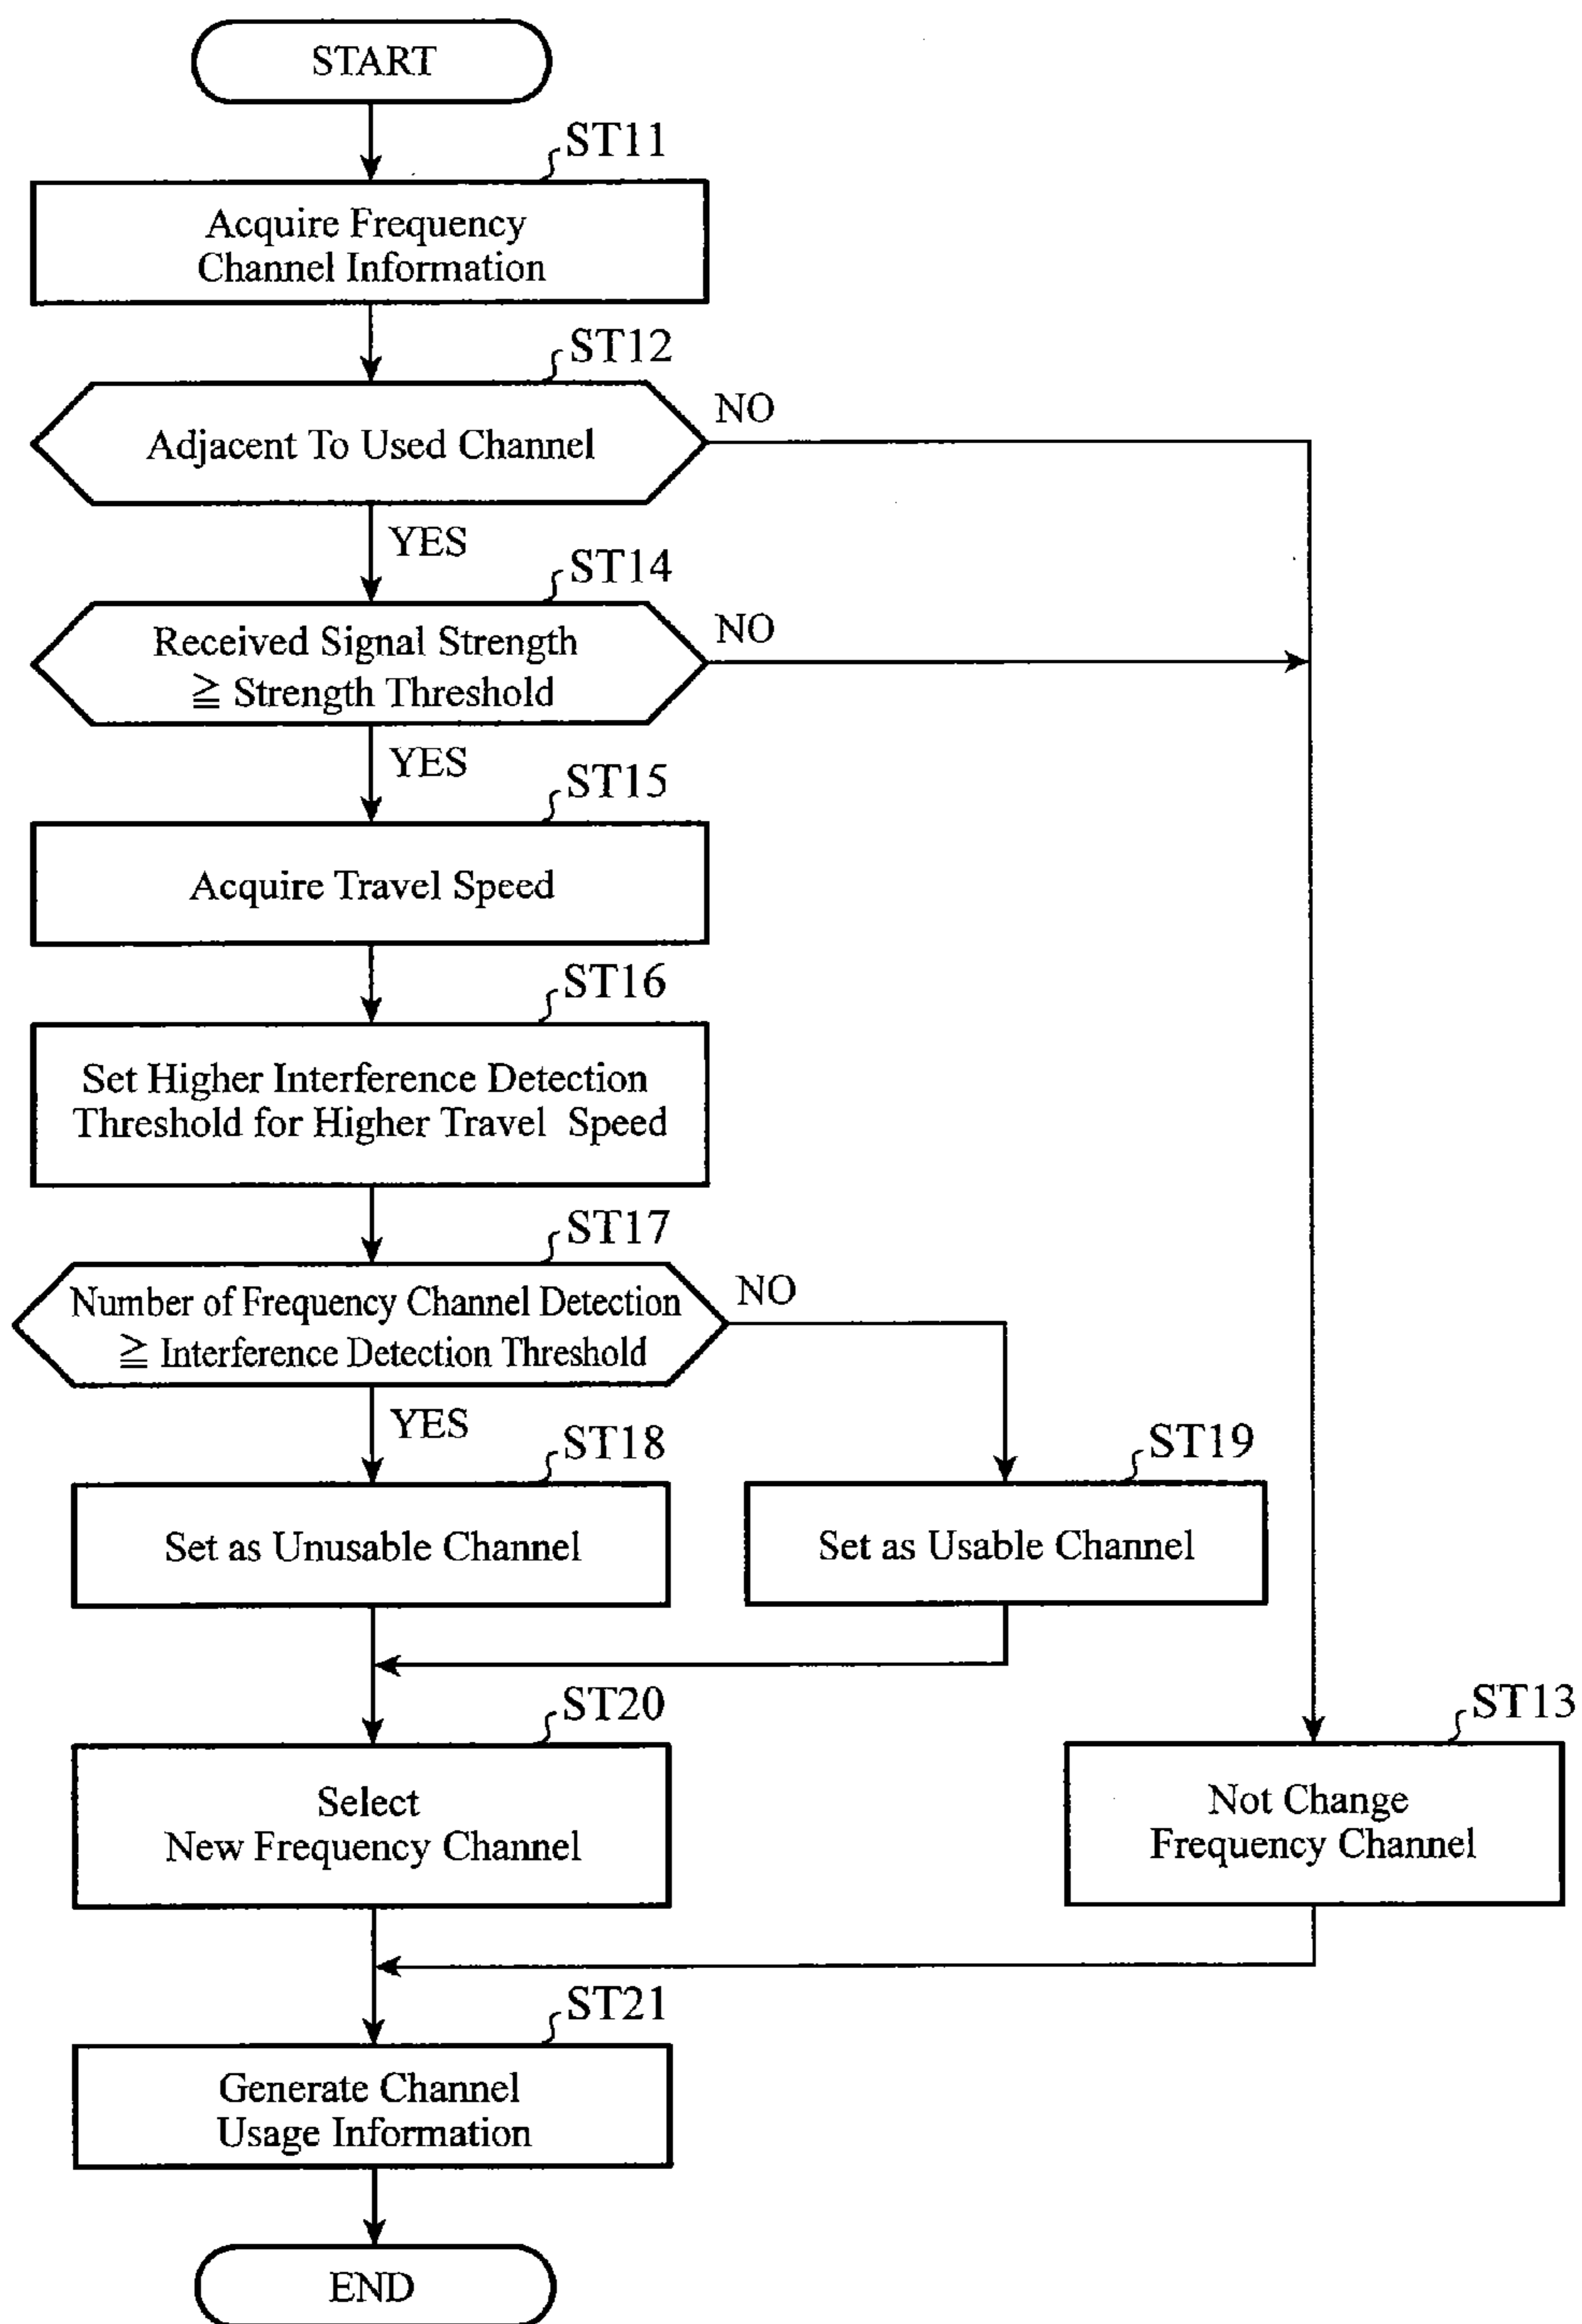 START
ST11
Acquire Frequency
Channel Information
ST12
Adjacent To Used Channel
NO
YES
ST14
Received Signal Strength
≧ Strength Threshold
NO
YES
ST15
Acquire Travel Speed
ST16
Set Higher Interference Detection
Threshold for Higher Travel Speed
ST17
Number of Frequency Channel Detection
≧ Interference Detection Threshold
NO
YES
ST18
Set as Unusable Channel
ST19
Set as Usable Channel
ST20
Select
New Frequency Channel
ST13
Not Change
Frequency Channel
ST21
Generate Channel
Usage Information
END